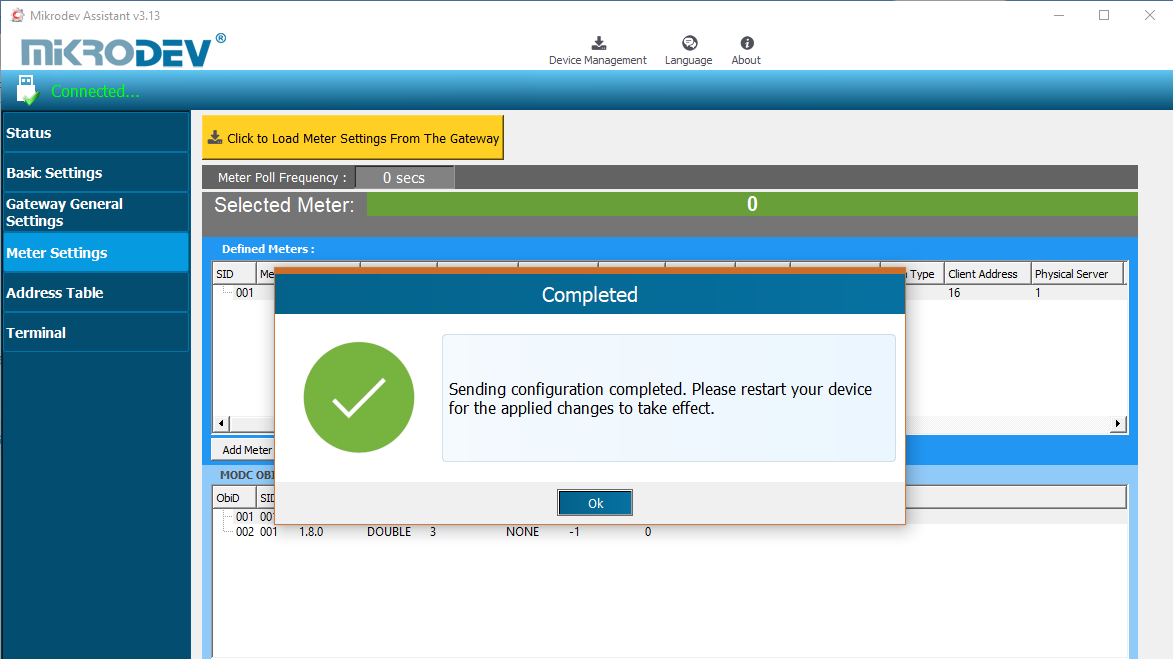 Mikrodev Assistant v3.13
MiKRODEV®
Device Management
Language
About
Connected...
Status
Basic Settings
Gateway General
Settings
Meter Settings
Address Table
Terminal
Click to Load Meter Settings From The Gateway
Meter Poll Frequency : 0 secs
Selected Meter: 0
Defined Meters :
SID Type Client Address Physical Server
001 16 1
Completed
Sending configuration completed. Please restart your device
for the applied changes to take effect.
Ok
Add Meter
MODC OBI
ObiD SID
001 001
002 001 1.8.0 DOUBLE 3 NONE -1 0